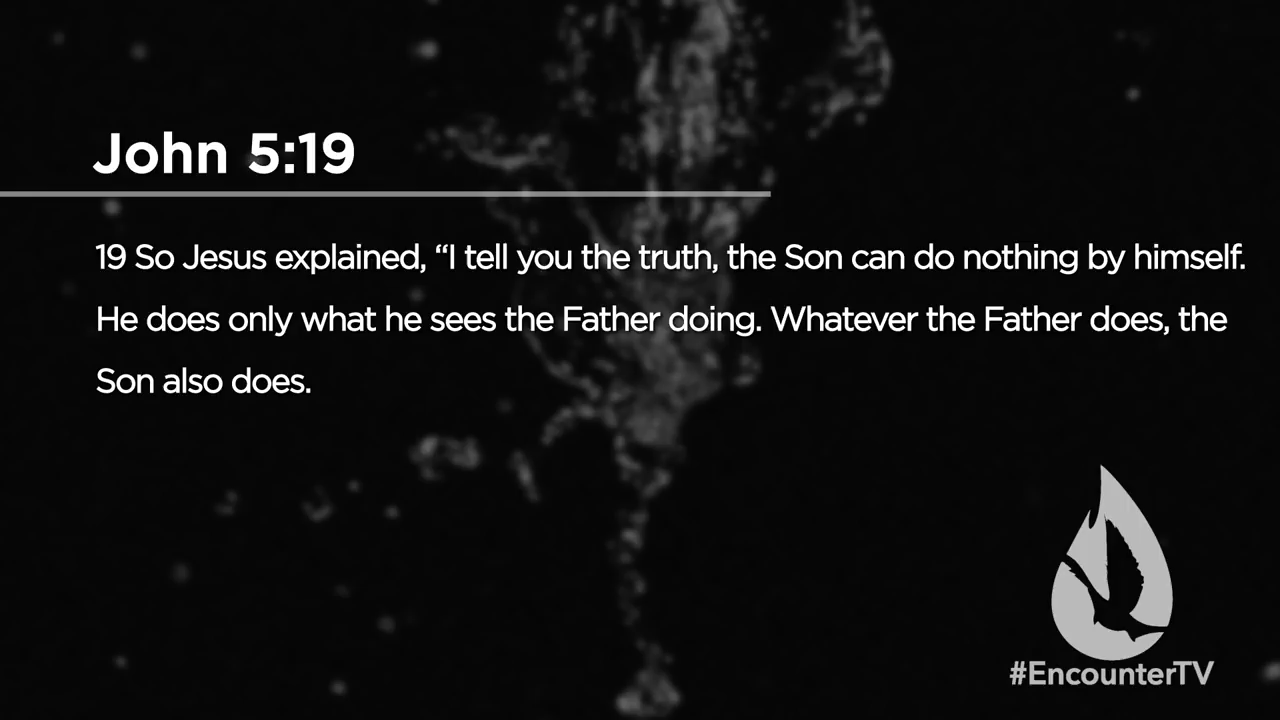 John 5:19
19 So Jesus explained, “I tell you the truth, the Son can do nothing by himself.
He does only what he sees the Father doing. Whatever the Father does, the
Son also does.
#EncounterTV